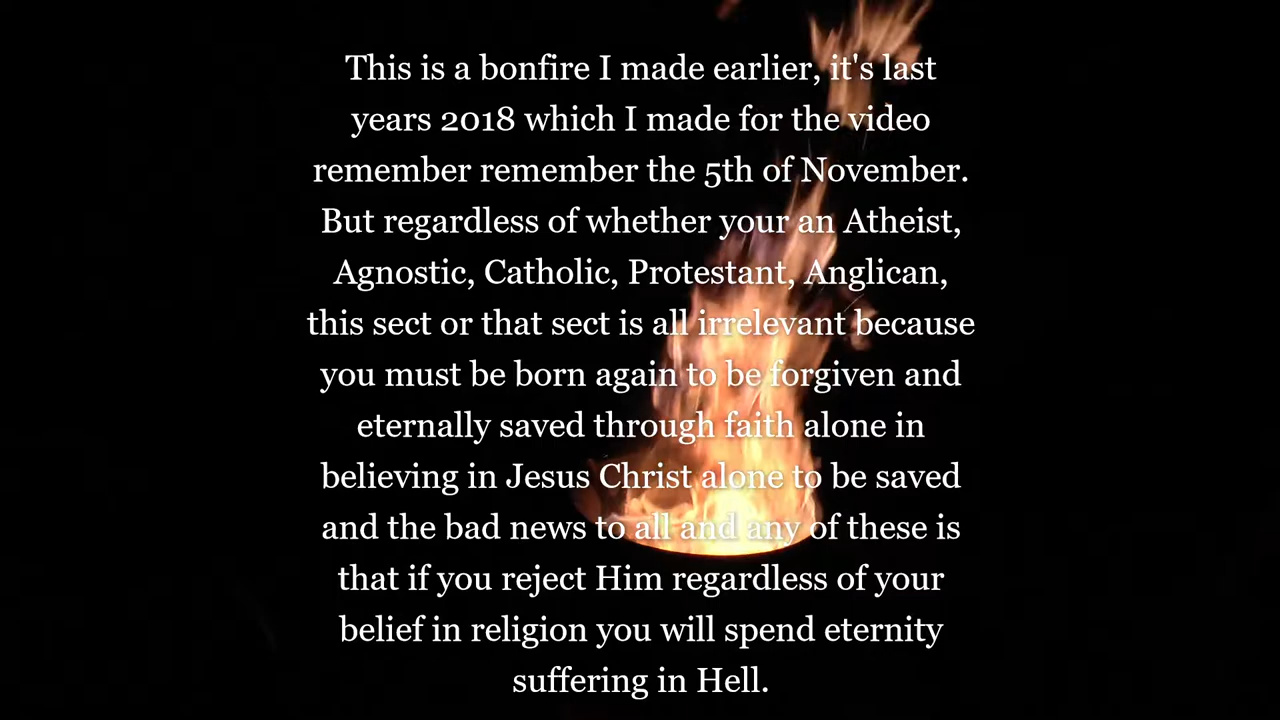 This is a bonfire I made earlier, it's last
years 2018 which I made for the video
remember remember the 5th of November.
But regardless of whether your an Atheist,
Agnostic, Catholic, Protestant, Anglican,
this sect or that sect is all irrelevant because
you must be born again to be forgiven and
eternally saved through faith alone in
believing in Jesus Christ alone to be saved
and the bad news to all and any of these is
that if you reject Him regardless of your
belief in religion you will spend eternity
suffering in Hell.